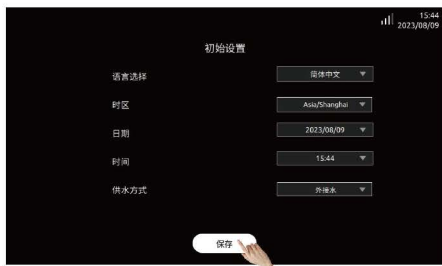 15:44
2023/08/09
初始设置
语言选择 简体中文
时区 Asia/Shanghai
日期 2023/08/09
时间 15:44
供水方式 外接水
保存